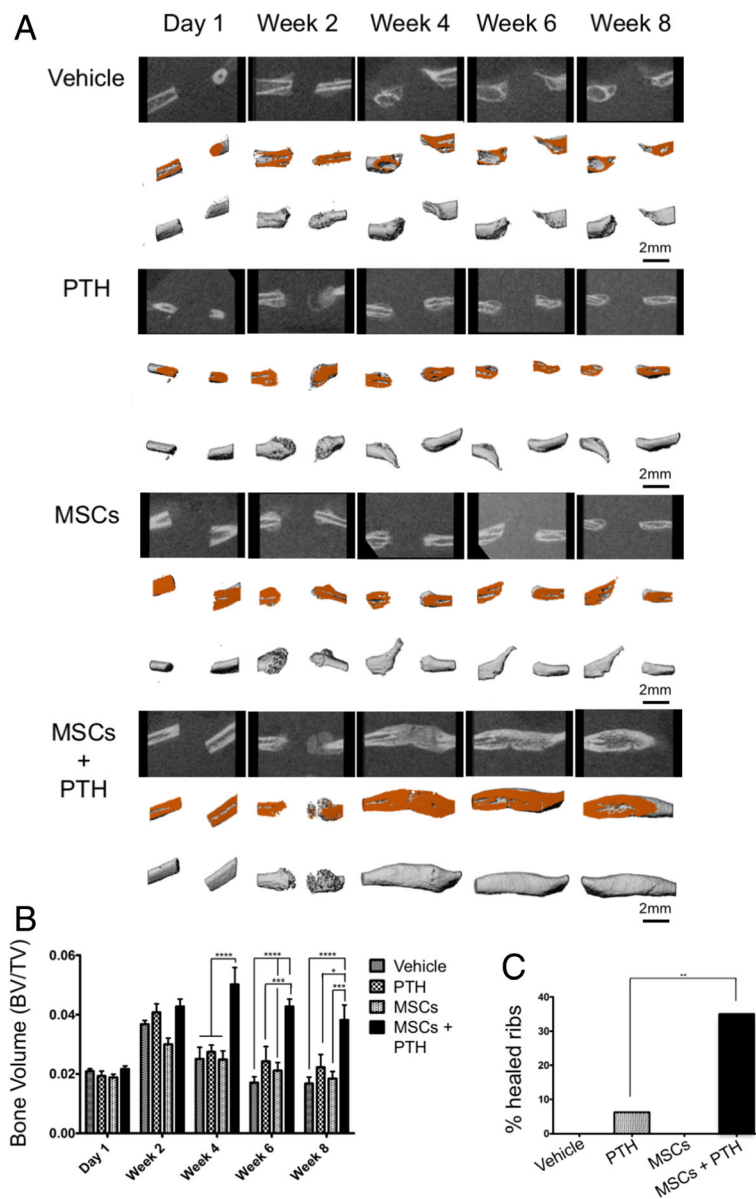 A
Day 1 Week 2 Week 4 Week 6 Week 8
Vehicle
2mm
PTH
2mm
MSCs
2mm
MSCs
+
PTH
2mm
B
Bone Volume (BV/TV)
0.06
0.04
0.02
0.00
Day 1
Week 2
Week 4
Week 6
Week 8
****
****
***
****
*
***
Vehicle
PTH
MSCs
MSCs +
PTH
C
% healed ribs
40
30
20
10
0
Vehicle
PTH
MSCs
MSCs + PTH
**